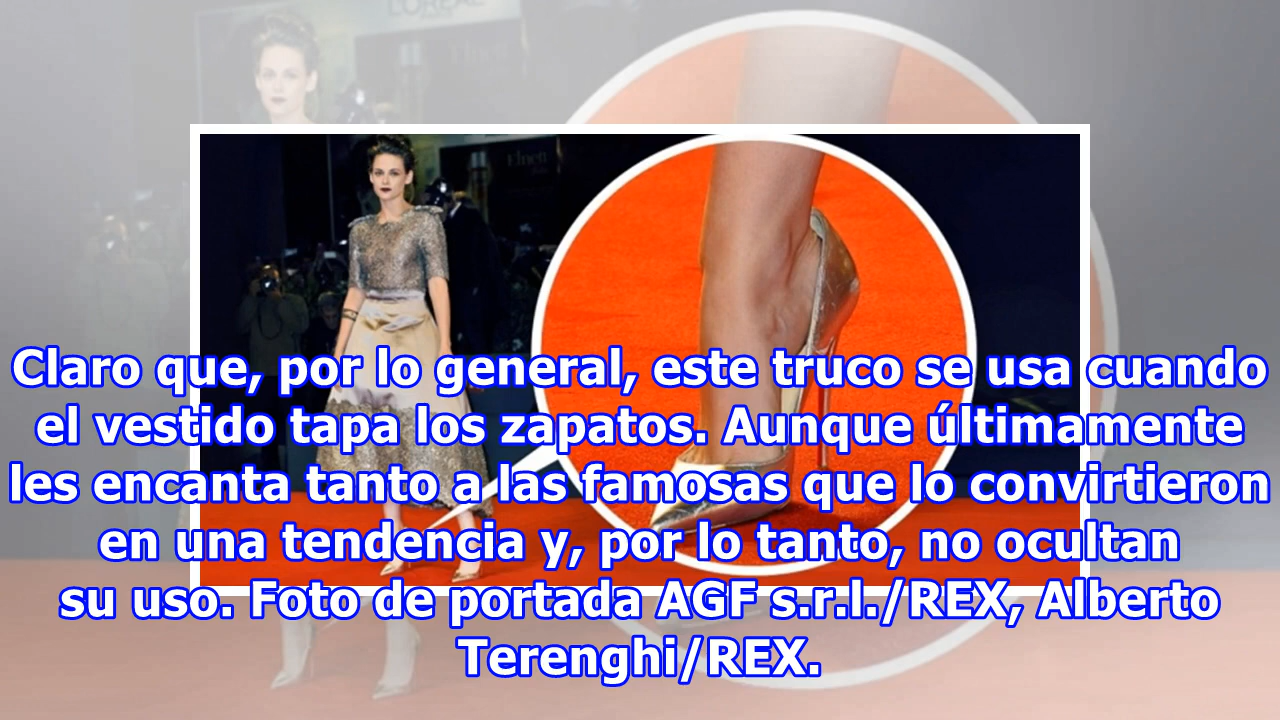 L'ORÉAL
Elnett
Claro que, por lo general, este truco se usa cuando
el vestido tapa los zapatos. Aunque últimamente
les encanta tanto a las famosas que lo convirtieron
en una tendencia y, por lo tanto, no ocultan
su uso. Foto de portada AGF s.r.l./REX, Alberto
Terenghi/REX.